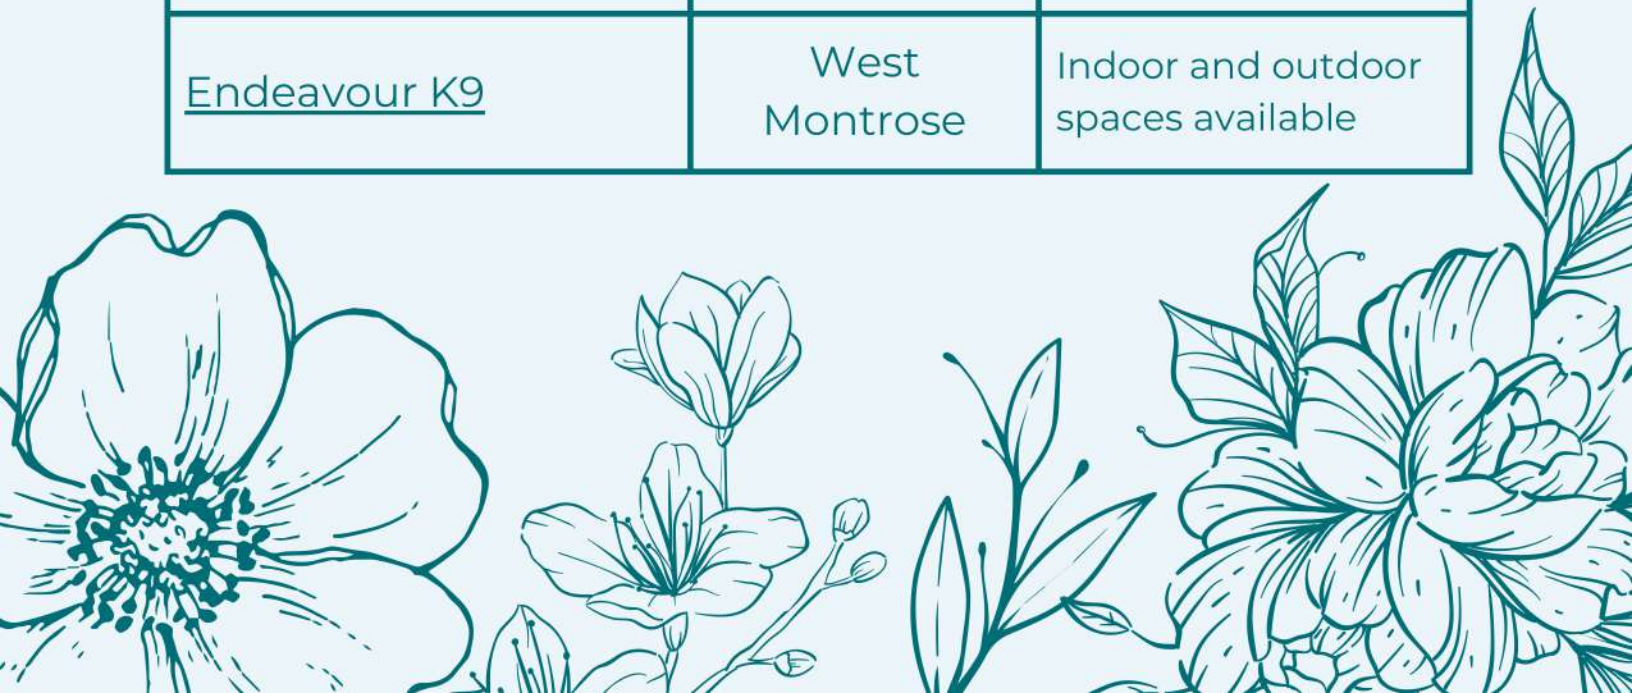 Endeavour K9
West
Montrose
Indoor and outdoor
spaces available